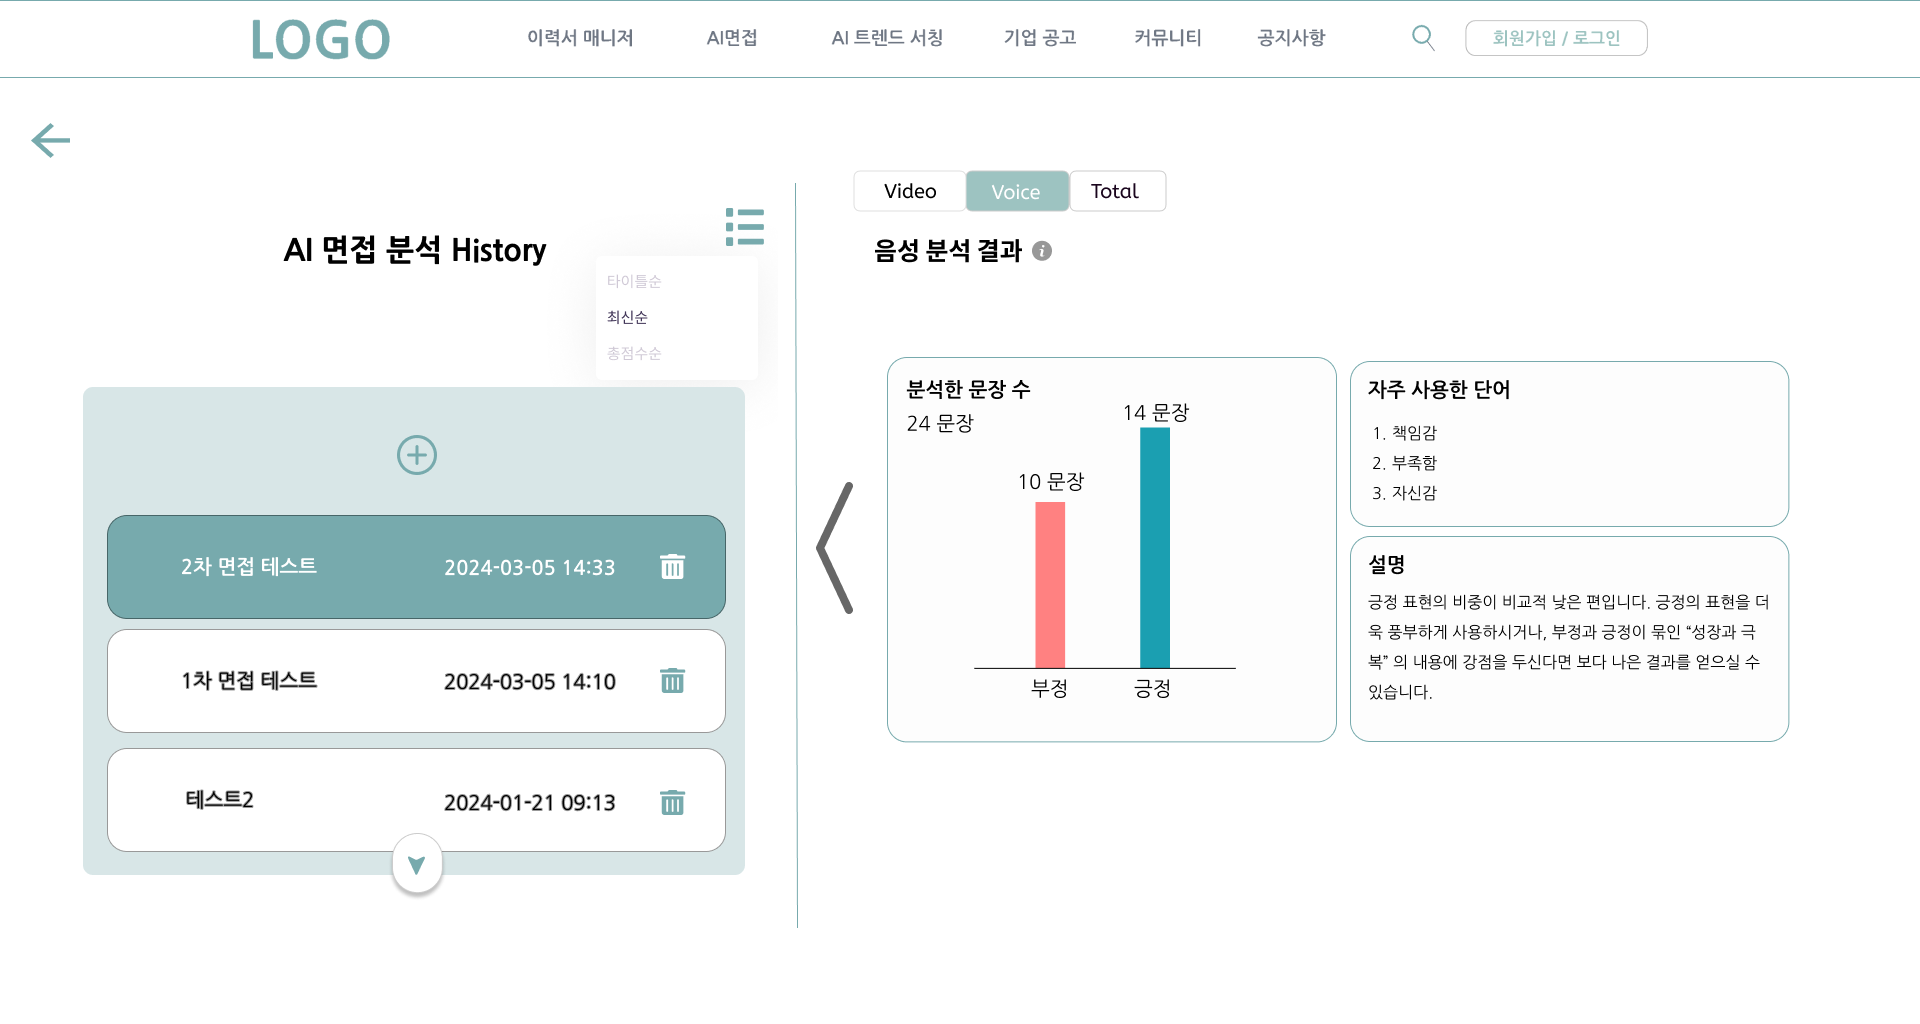 LOGO
이력서 매니저
AI면접
AI 트렌드 서칭
기업 공고
커뮤니티
공지사항
회원가입 / 로그인
AI 면접 분석 History
타이틀순
최신순
총점수순
2차 면접 테스트
2024-03-05 14:33
1차 면접 테스트
2024-03-05 14:10
테스트2
2024-01-21 09:13
Video
Voice
Total
음성 분석 결과
i
분석한 문장 수
24 문장
14 문장
10 문장
부정
긍정
자주 사용한 단어
1. 책임감
2. 부족함
3. 자신감
설명
긍정 표현의 비중이 비교적 낮은 편입니다. 긍정의 표현을 더
욱 풍부하게 사용하시거나, 부정과 긍정이 묶인 “성장과 극
복” 의 내용에 강점을 두신다면 보다 나은 결과를 얻으실 수
있습니다.